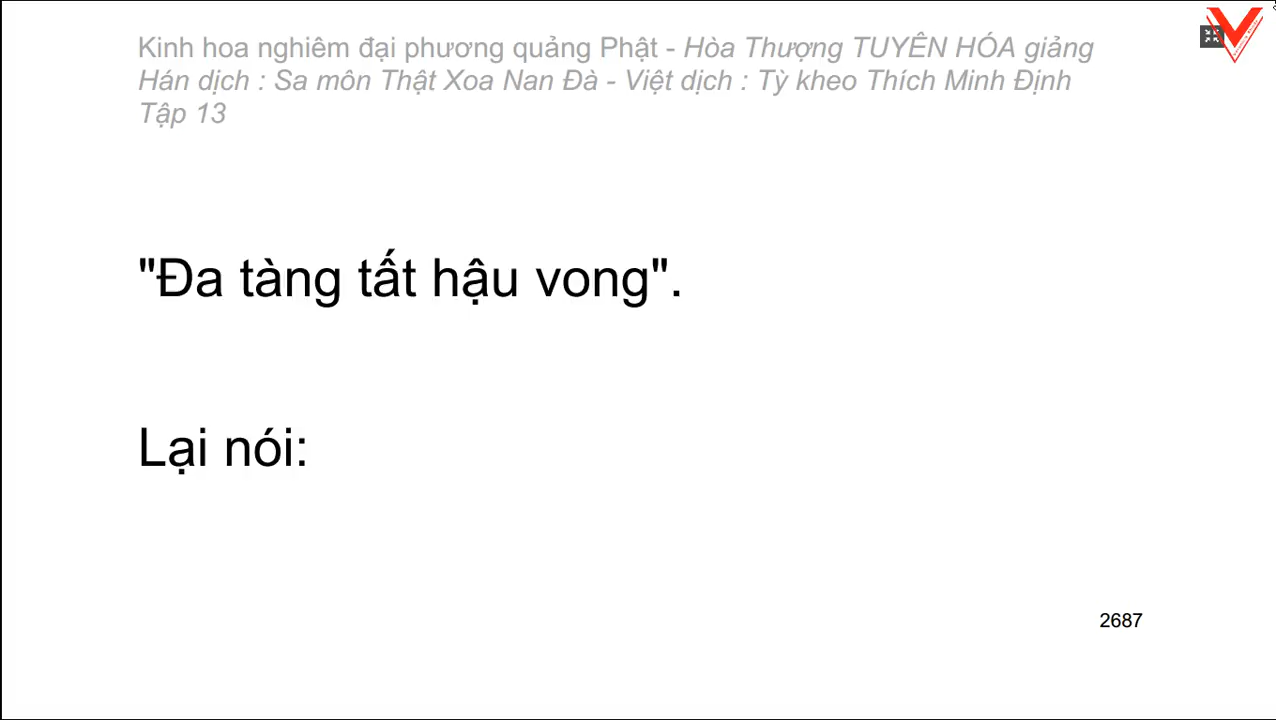 Kinh hoa nghiêm đại phương quảng Phật - Hòa Thượng TUYÊN HÓA giảng
Hán dịch : Sa môn Thật Xoa Nan Đà - Việt dịch : Tỳ kheo Thích Minh Định
Tập 13
"Đa tàng tất hậu vong".
Lại nói:
2687